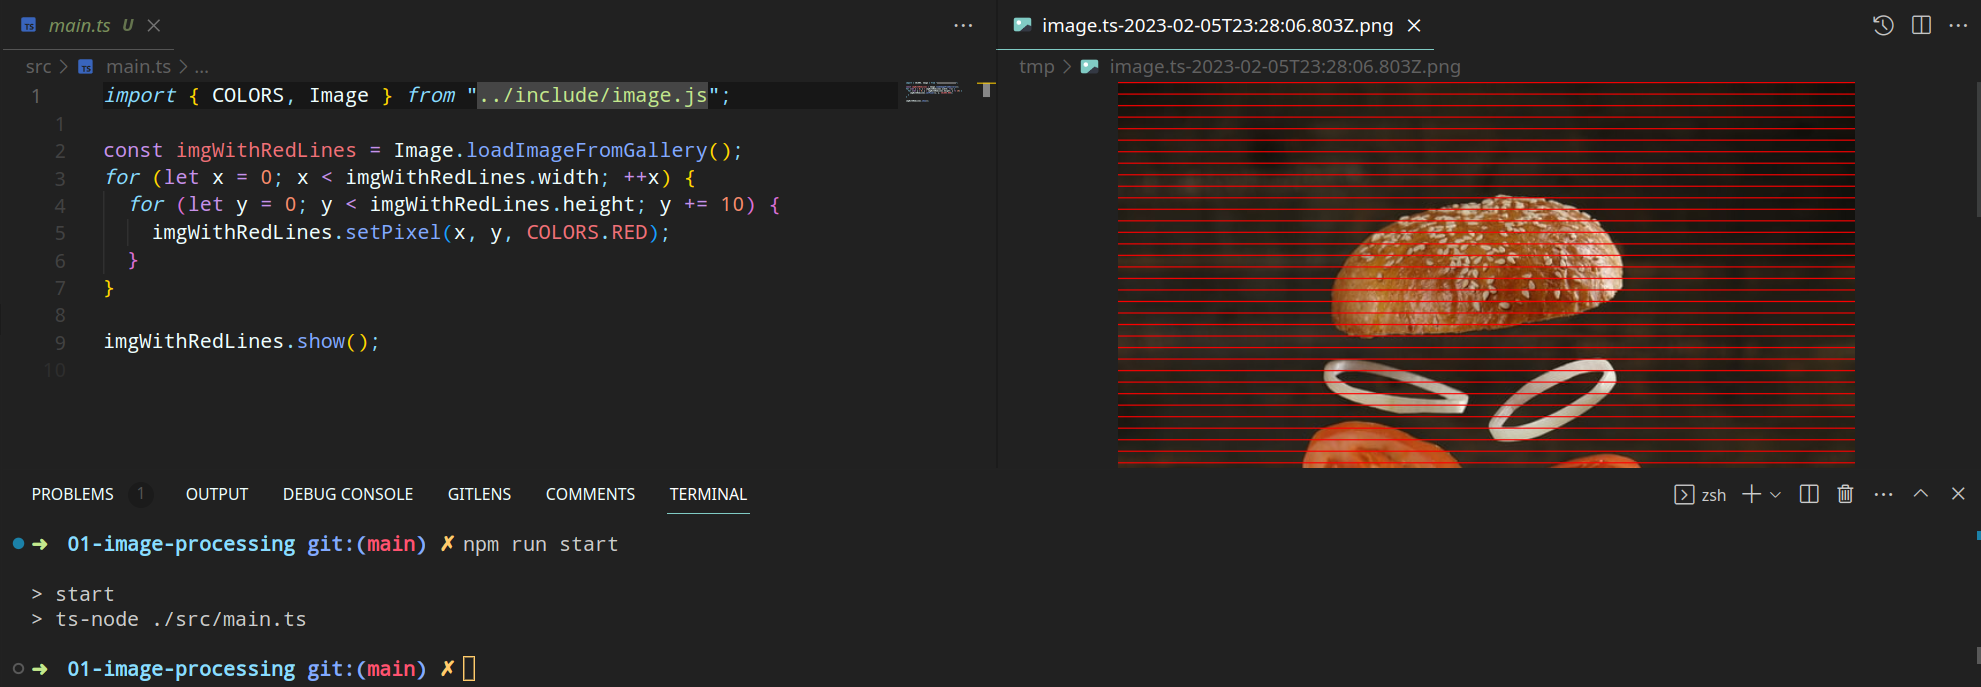 main.ts U
src > main.ts > ...
1 import { COLORS, Image } from "../include/image.js";
1
2 const imgWithRedLines = Image.loadImageFromGallery();
3 for (let x = 0; x < imgWithRedLines.width; ++x) {
4 for (let y = 0; y < imgWithRedLines.height; y += 10) {
5 imgWithRedLines.setPixel(x, y, COLORS.RED);
6 }
7 }
8
9 imgWithRedLines.show();
10
image.ts-2023-02-05T23:28:06.803Z.png
tmp > image.ts-2023-02-05T23:28:06.803Z.png
PROBLEMS 1 OUTPUT DEBUG CONSOLE GITLENS COMMENTS TERMINAL zsh
➜ 01-image-processing git:(main) ✗ npm run start
> start
> ts-node ./src/main.ts
➜ 01-image-processing git:(main) ✗